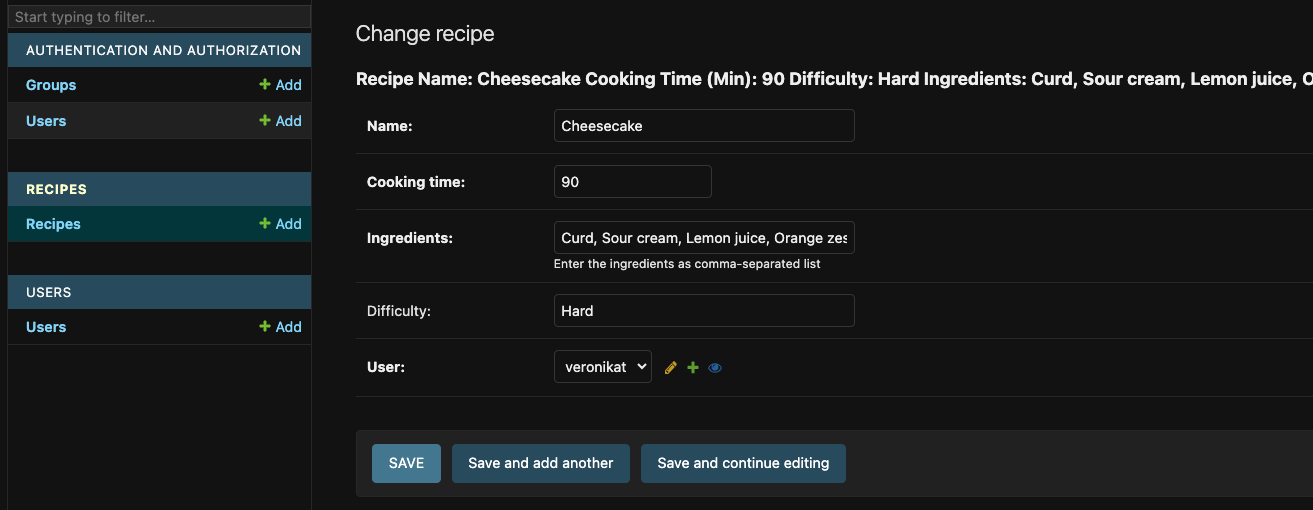 Start typing to filter...
AUTHENTICATION AND AUTHORIZATION
Groups + Add
Users + Add
RECIPES
Recipes + Add
USERS
Users + Add
Change recipe
Recipe Name: Cheesecake Cooking Time (Min): 90 Difficulty: Hard Ingredients: Curd, Sour cream, Lemon juice,
Name: Cheesecake
Cooking time: 90
Ingredients: Curd, Sour cream, Lemon juice, Orange zes
Enter the ingredients as comma-separated list
Difficulty: Hard
User: veronikat
SAVE Save and add another Save and continue editing